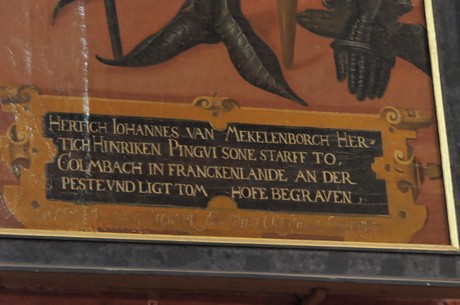 HERTICH IOHANNES VAN MEKELENBORCH HER-
TICH HINRIKEN PINGVI SONE STARFF TO,
COLMBACH IN FRANCKENLANDE AN DER
PESTE VND LIGT TOM HOFE BEGRAVEN,